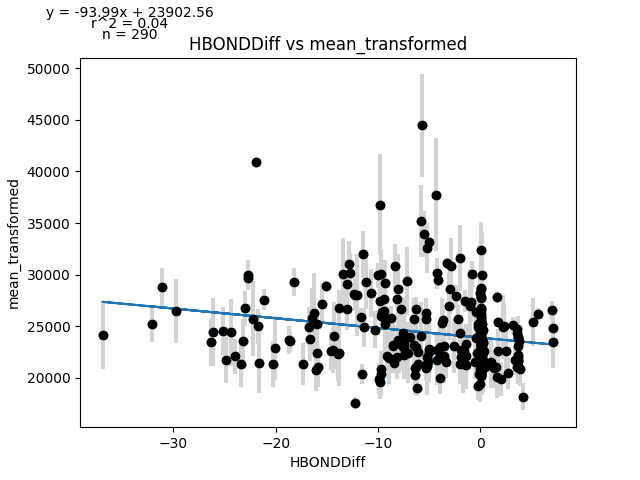 y = -93.99x + 23902.56
r^2 = 0.04
n = 290
HBONDDiff vs mean_transformed
50000
45000
40000
35000
30000
25000
20000
mean_transformed
−30
−20
−10
0
HBONDDiff